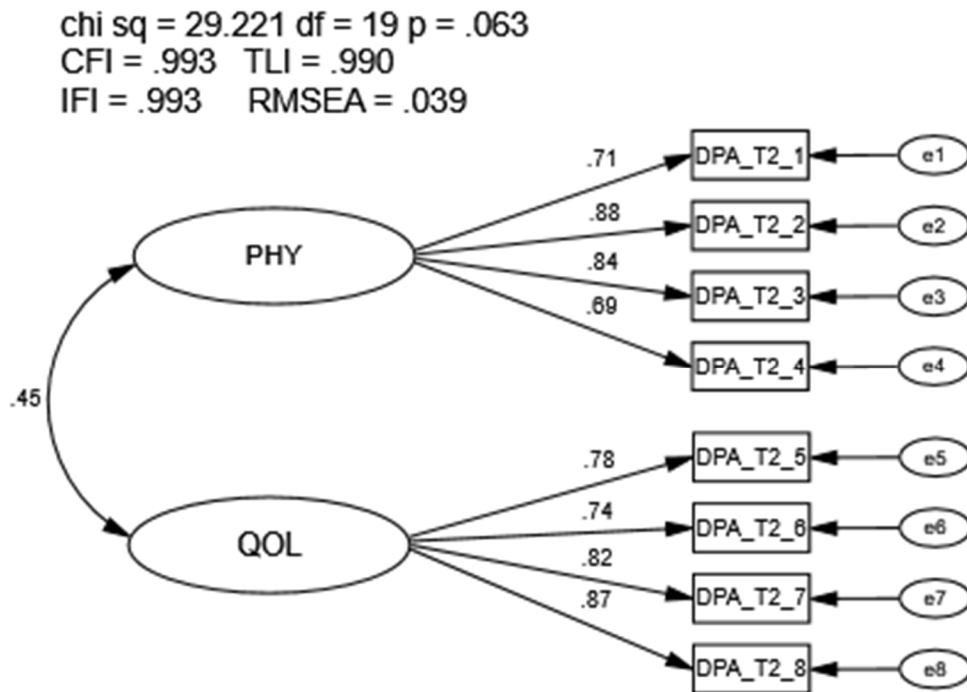 chi sq = 29.221 df = 19 p = .063
CFI = .993 TLI = .990
IFI = .993 RMSEA = .039
.71
DPA_T2_1
e1
.88
DPA_T2_2
e2
PHY
.84
DPA_T2_3
e3
.69
DPA_T2_4
e4
.45
.78
DPA_T2_5
e5
.74
DPA_T2_6
e6
QOL
.82
DPA_T2_7
e7
.87
DPA_T2_8
e8